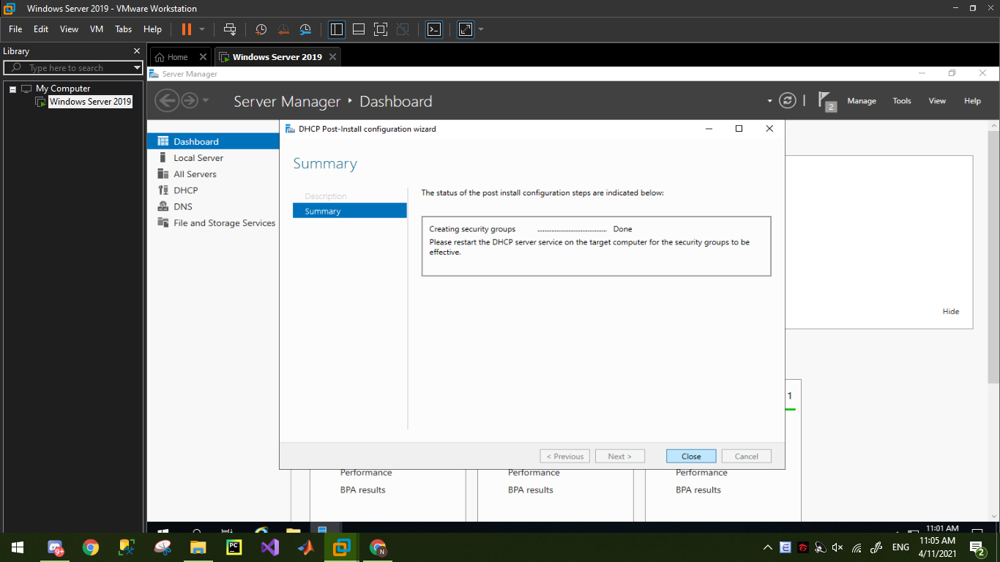 Windows Server 2019 - VMware Workstation
File Edit View VM Tabs Help
Library
Type here to search
My Computer
Windows Server 2019
Home
Windows Server 2019
Server Manager
Server Manager • Dashboard
2
Manage Tools View Help
Dashboard
Local Server
All Servers
DHCP
DNS
File and Storage Services
DHCP Post-Install configuration wizard
Summary
Description
Summary
The status of the post install configuration steps are indicated below:
Creating security groups ........................................ Done
Please restart the DHCP server service on the target computer for the security groups to be
effective.
< Previous Next > Close Cancel
Hide
1
Performance Performance Performance
BPA results BPA results BPA results
11:01 AM
9+
PC
N
ENG
11:05 AM
4/11/2021
2